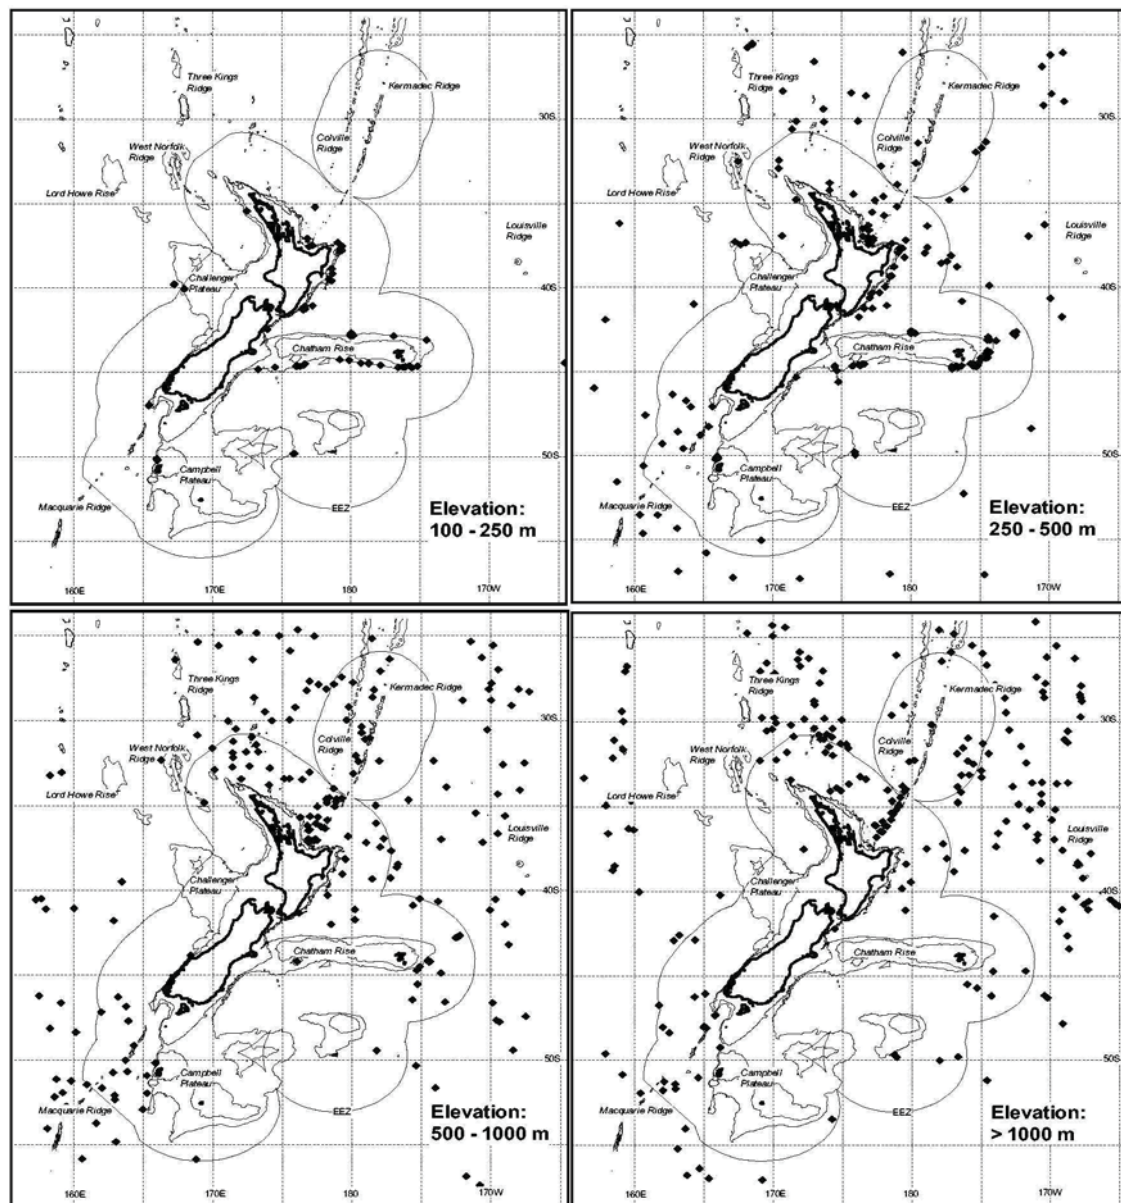 Three Kings
Ridge
Kermadec Ridge
30S
Colville
Ridge
West Norfolk
Ridge
Lord Howe Rise
Louisville
Ridge
Challenger
Plateau
40S
Chatham Rise
50S
Campbell
Plateau
Macquarie Ridge
EEZ
Elevation:
100 - 250 m
160E
170E
180
170W
Three Kings
Ridge
Kermadec Ridge
30S
Colville
Ridge
West Norfolk
Ridge
Lord Howe Rise
Louisville
Ridge
Challenger
Plateau
40S
Chatham Rise
50S
Campbell
Plateau
Macquarie Ridge
EEZ
Elevation:
250 - 500 m
160E
170E
180
170W
Three Kings
Ridge
Kermadec Ridge
30S
Colville
Ridge
West Norfolk
Ridge
Lord Howe Rise
Louisville
Ridge
Challenger
Plateau
40S
Chatham Rise
50S
Campbell
Plateau
Macquarie Ridge
EEZ
Elevation:
500 - 1000 m
160E
170E
180
170W
Three Kings
Ridge
Kermadec Ridge
30S
Colville
Ridge
West Norfolk
Ridge
Lord Howe Rise
Louisville
Ridge
Challenger
Plateau
40S
Chatham Rise
50S
Campbell
Plateau
Macquarie Ridge
EEZ
Elevation:
> 1000 m
160E
170E
180
170W